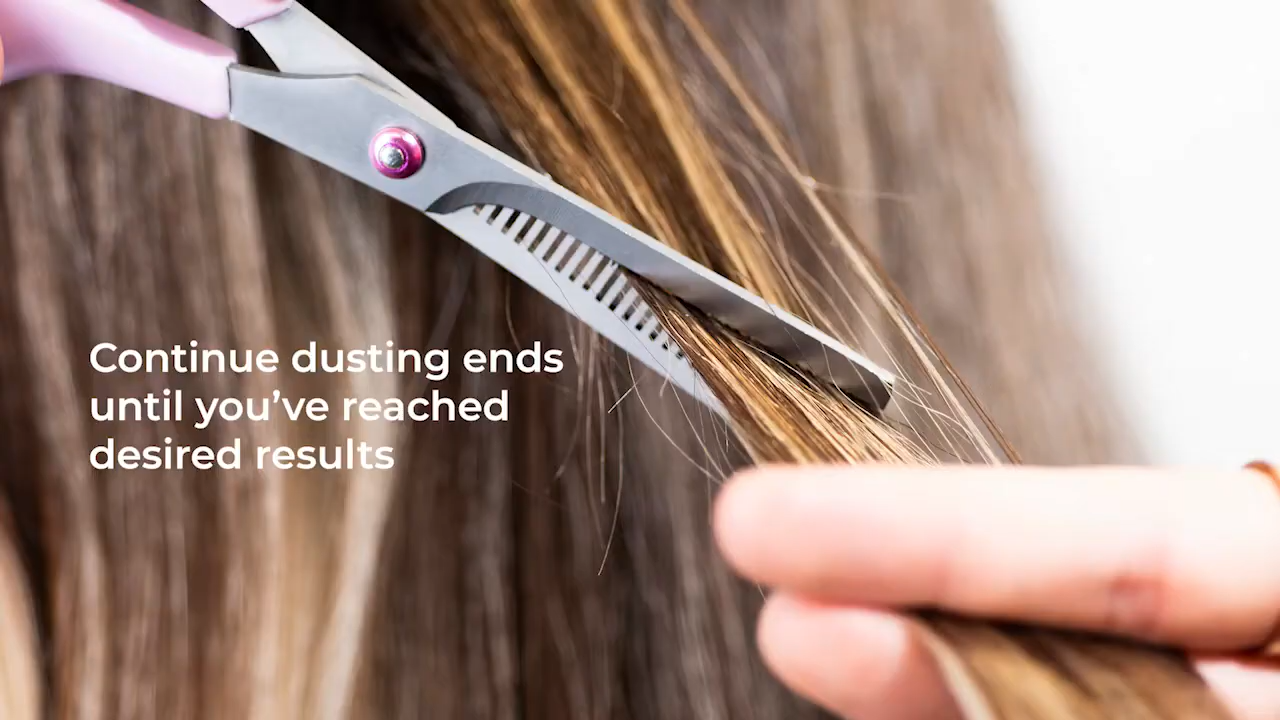 Continue dusting ends
until you’ve reached
desired results